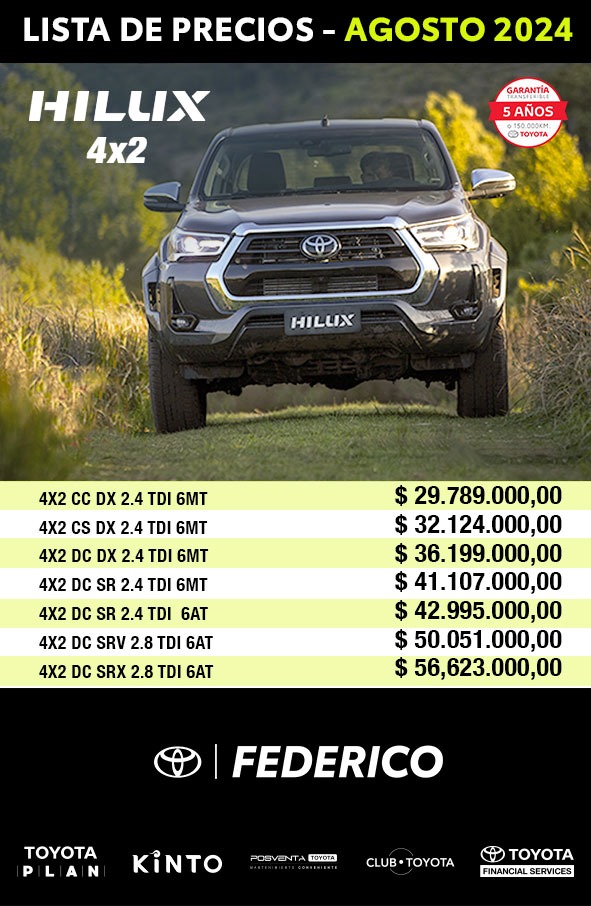 LISTA DE PRECIOS - AGOSTO 2024
HILUX
4x2
GARANTÍA
TRANSFERIBLE
5 AÑOS
o 150.000KM.
TOYOTA
HILUX
4X2 CC DX 2.4 TDI 6MT $ 29.789.000,00
4X2 CS DX 2.4 TDI 6MT $ 32.124.000,00
4X2 DC DX 2.4 TDI 6MT $ 36.199.000,00
4X2 DC SR 2.4 TDI 6MT $ 41.107.000,00
4X2 DC SR 2.4 TDI 6AT $ 42.995.000,00
4X2 DC SRV 2.8 TDI 6AT $ 50.051.000,00
4X2 DC SRX 2.8 TDI 6AT $ 56,623.000,00
FEDERICO
TOYOTA
PLAN
KINTO
POSVENTA TOYOTA
MANTENIMIENTO CONVENIENTE
CLUB•TOYOTA
TOYOTA
FINANCIAL SERVICES